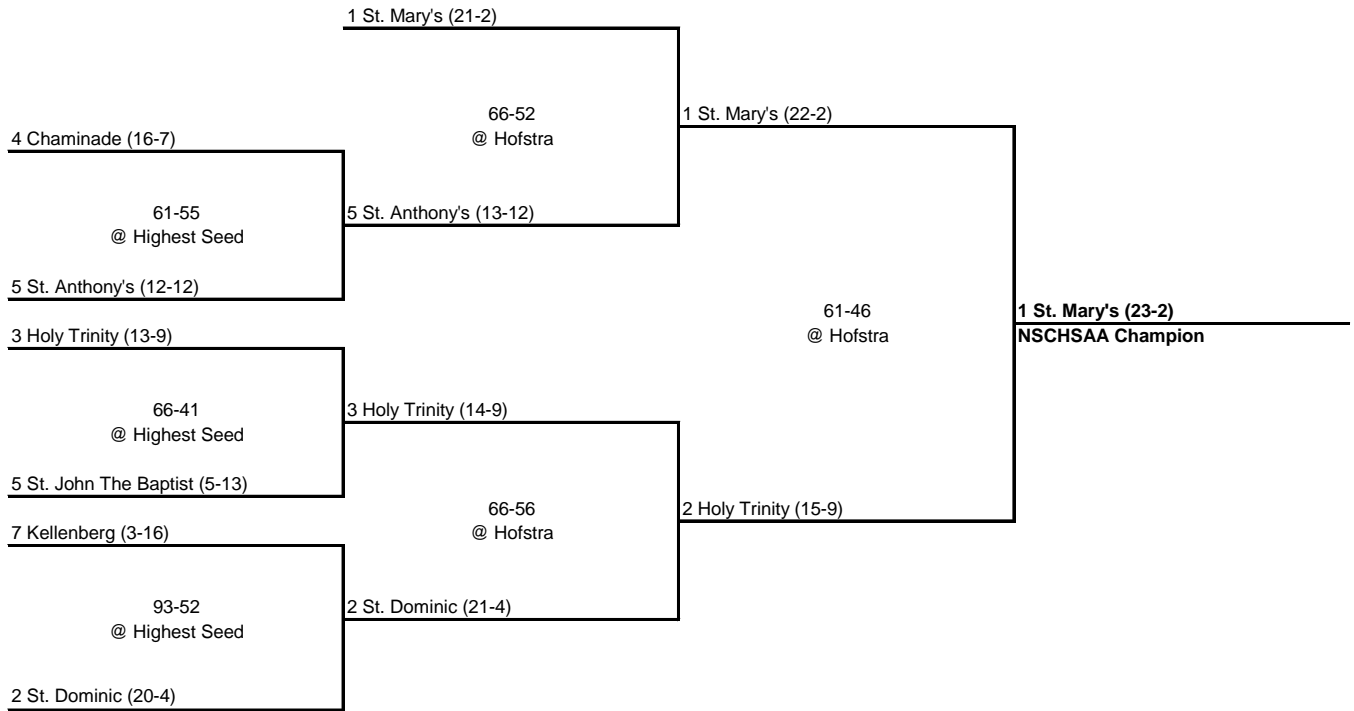 1 St. Mary's (21-2)
66-52
@ Hofstra
1 St. Mary's (22-2)
4 Chaminade (16-7)
61-55
@ Highest Seed
5 St. Anthony's (13-12)
5 St. Anthony's (12-12)
61-46
@ Hofstra
1 St. Mary's (23-2)
NSCHSAA Champion
3 Holy Trinity (13-9)
66-41
@ Highest Seed
3 Holy Trinity (14-9)
5 St. John The Baptist (5-13)
66-56
@ Hofstra
2 Holy Trinity (15-9)
7 Kellenberg (3-16)
93-52
@ Highest Seed
2 St. Dominic (21-4)
2 St. Dominic (20-4)